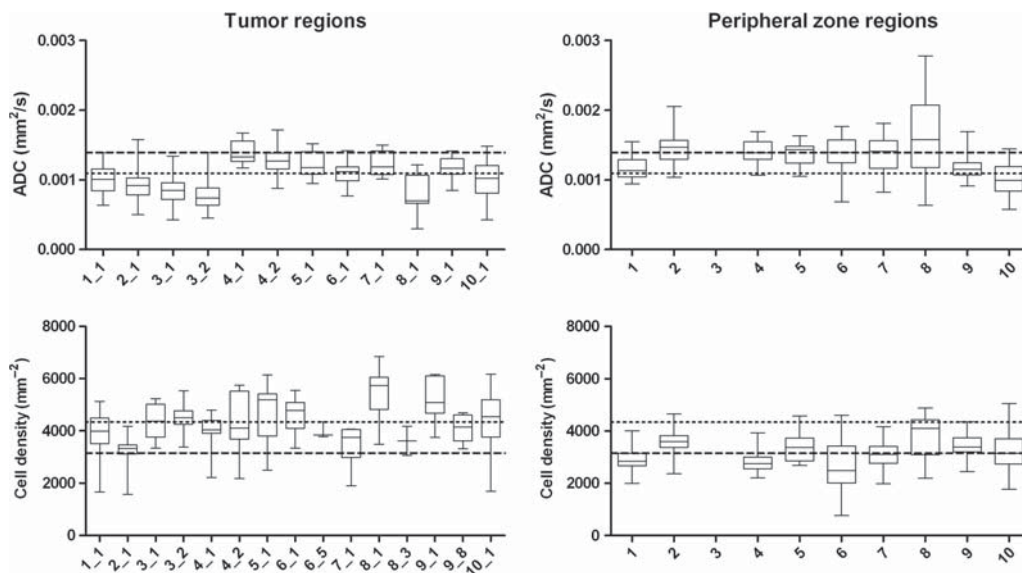 Tumor regions
Peripheral zone regions
ADC (mm²/s)
0.003
0.002
0.001
0.000
1_1 2_1 3_1 3_2 4_1 4_2 5_1 6_1 7_1 8_1 9_1 10_1
ADC (mm²/s)
0.003
0.002
0.001
0.000
1 2 3 4 5 6 7 8 9 10
Cell density (mm⁻²)
8000
6000
4000
2000
0
1_1 2_1 3_1 3_2 4_1 4_2 5_1 6_1 6_5 7_1 8_1 8_3 9_1 9_8 10_1
Cell density (mm⁻²)
8000
6000
4000
2000
0
1 2 3 4 5 6 7 8 9 10